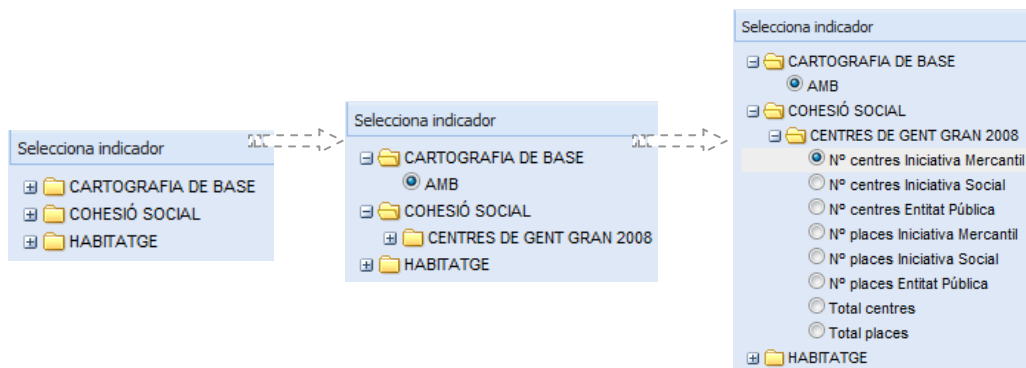 Selecciona indicador
CARTOGRAFIA DE BASE
COHESIÓ SOCIAL
HABITATGE
Selecciona indicador
CARTOGRAFIA DE BASE
AMB
COHESIÓ SOCIAL
CENTRES DE GENT GRAN 2008
HABITATGE
Selecciona indicador
CARTOGRAFIA DE BASE
AMB
COHESIÓ SOCIAL
CENTRES DE GENT GRAN 2008
Nº centres Iniciativa Mercantil
Nº centres Iniciativa Social
Nº centres Entitat Pública
Nº places Iniciativa Mercantil
Nº places Iniciativa Social
Nº places Entitat Pública
Total centres
Total places
HABITATGE